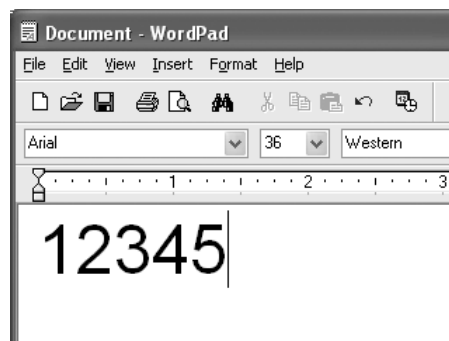 Document - WordPad
File Edit View Insert Format Help
Arial 36 Western
1 2 3
12345